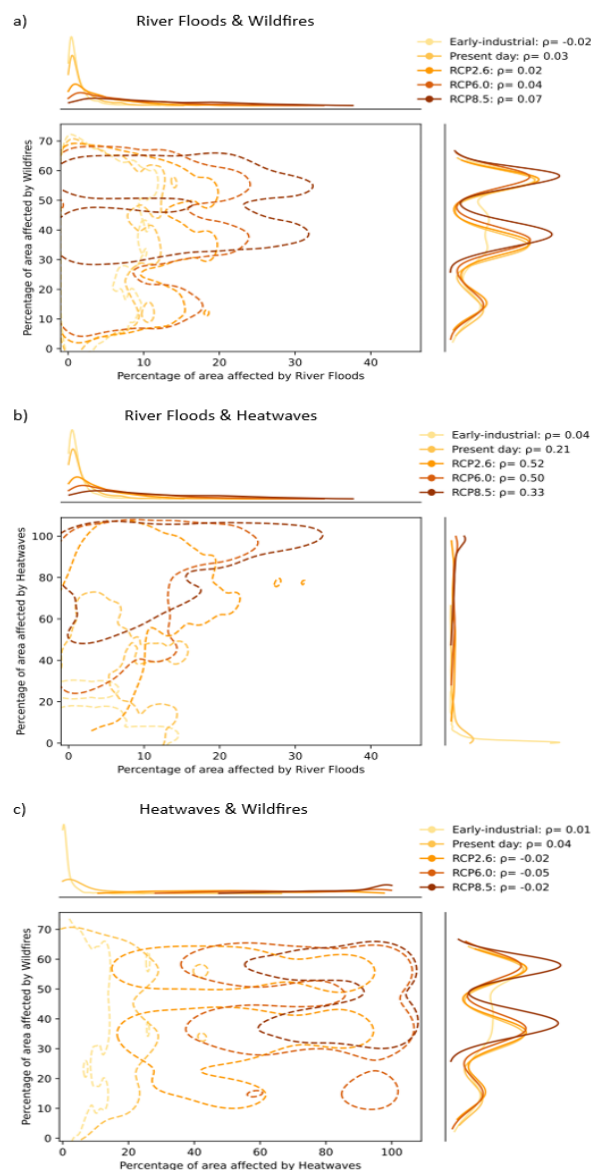 a) River Floods & Wildfires
Early-industrial: ρ= -0.02
Present day: ρ= 0.03
RCP2.6: ρ= 0.02
RCP6.0: ρ= 0.04
RCP8.5: ρ= 0.07
Percentage of area affected by Wildfires
70
60
50
40
30
20
10
0
0 10 20 30 40
Percentage of area affected by River Floods
b) River Floods & Heatwaves
Early-industrial: ρ= 0.04
Present day: ρ= 0.21
RCP2.6: ρ= 0.52
RCP6.0: ρ= 0.50
RCP8.5: ρ= 0.33
Percentage of area affected by Heatwaves
100
80
60
40
20
0
0 10 20 30 40
Percentage of area affected by River Floods
c) Heatwaves & Wildfires
Early-industrial: ρ= 0.01
Present day: ρ= 0.04
RCP2.6: ρ= -0.02
RCP6.0: ρ= -0.05
RCP8.5: ρ= -0.02
Percentage of area affected by Wildfires
70
60
50
40
30
20
10
0
0 20 40 60 80 100
Percentage of area affected by Heatwaves